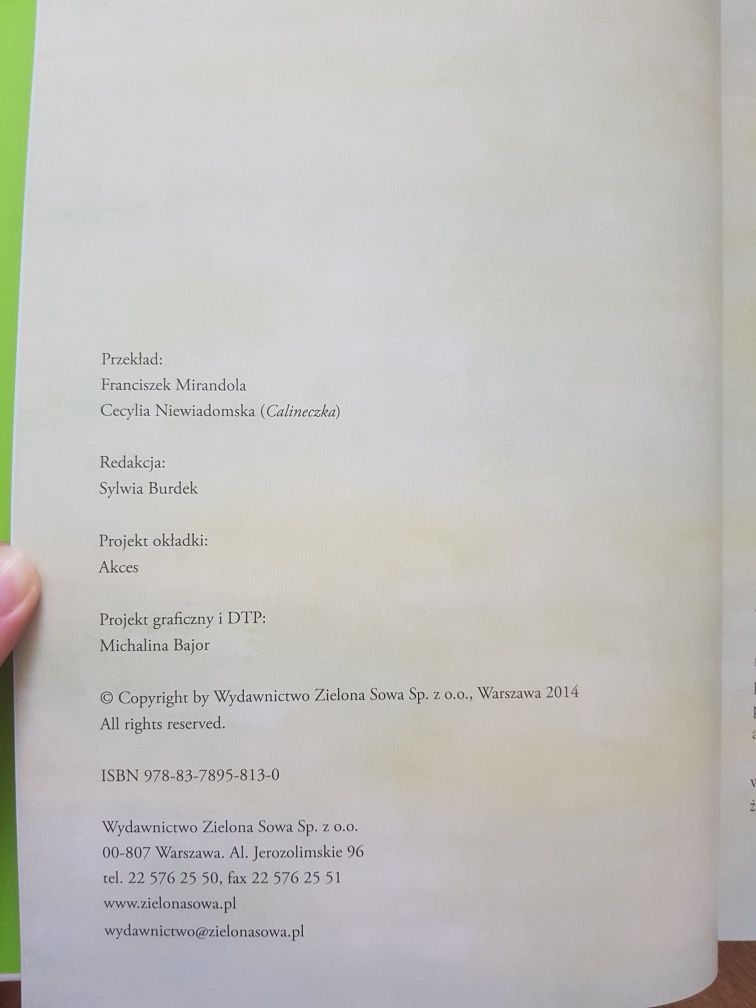 Przekład:
Franciszek Mirandola
Cecylia Niewiadomska (Calineczka)
Redakcja:
Sylwia Burdek
Projekt okładki:
Akces
Projekt graficzny i DTP:
Michalina Bajor
© Copyright by Wydawnictwo Zielona Sowa Sp. z o.o., Warszawa 2014
All rights reserved.
ISBN 978-83-7895-813-0
Wydawnictwo Zielona Sowa Sp. z o.o.
00-807 Warszawa. Al. Jerozolimskie 96
tel. 22 576 25 50, fax 22 576 25 51
www.zielonasowa.pl
wydawnictwo@zielonasowa.pl